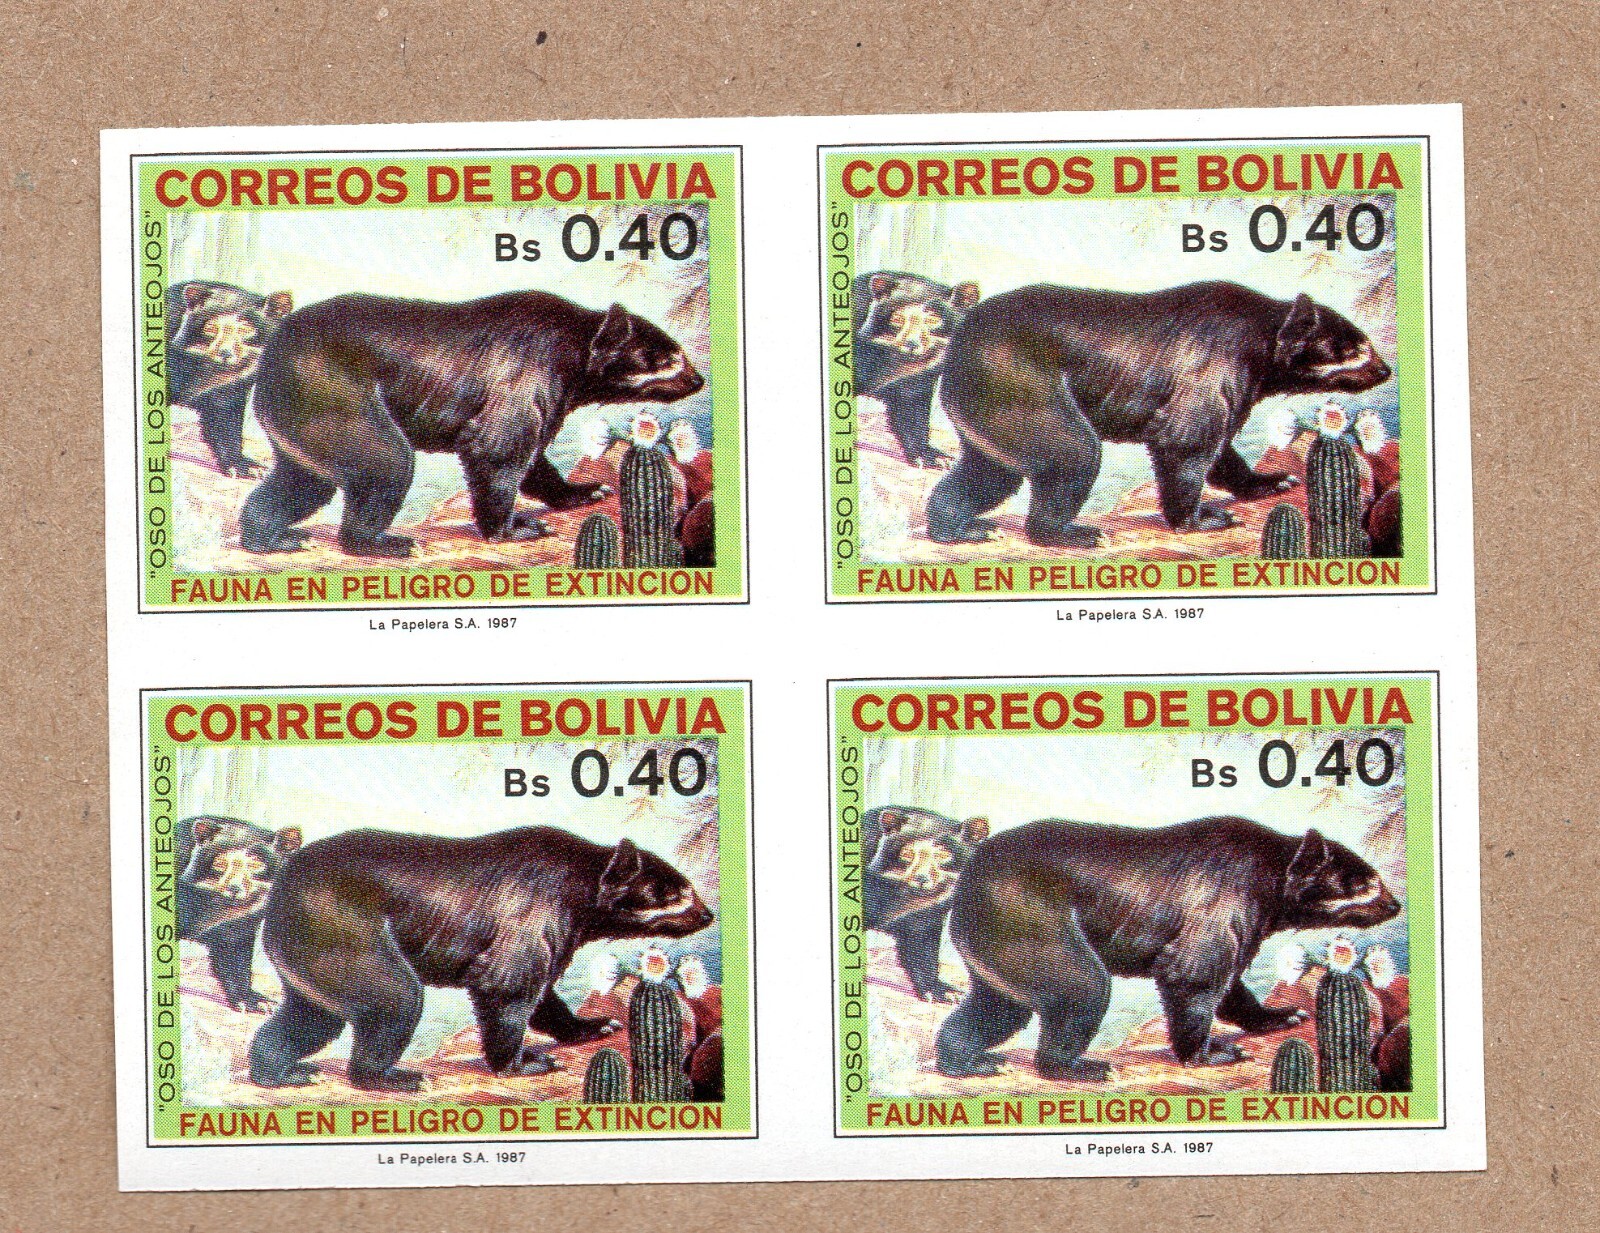 CORREOS DE BOLIVIA
Bs 0.40
"OSO DE LOS ANTEOJOS"
FAUNA EN PELIGRO DE EXTINCION
La Papelera S.A. 1987
CORREOS DE BOLIVIA
Bs 0.40
"OSO DE LOS ANTEOJOS"
FAUNA EN PELIGRO DE EXTINCION
La Papelera S.A. 1987
CORREOS DE BOLIVIA
Bs 0.40
"OSO DE LOS ANTEOJOS"
FAUNA EN PELIGRO DE EXTINCION
La Papelera S.A. 1987
CORREOS DE BOLIVIA
Bs 0.40
"OSO DE LOS ANTEOJOS"
FAUNA EN PELIGRO DE EXTINCION
La Papelera S.A. 1987